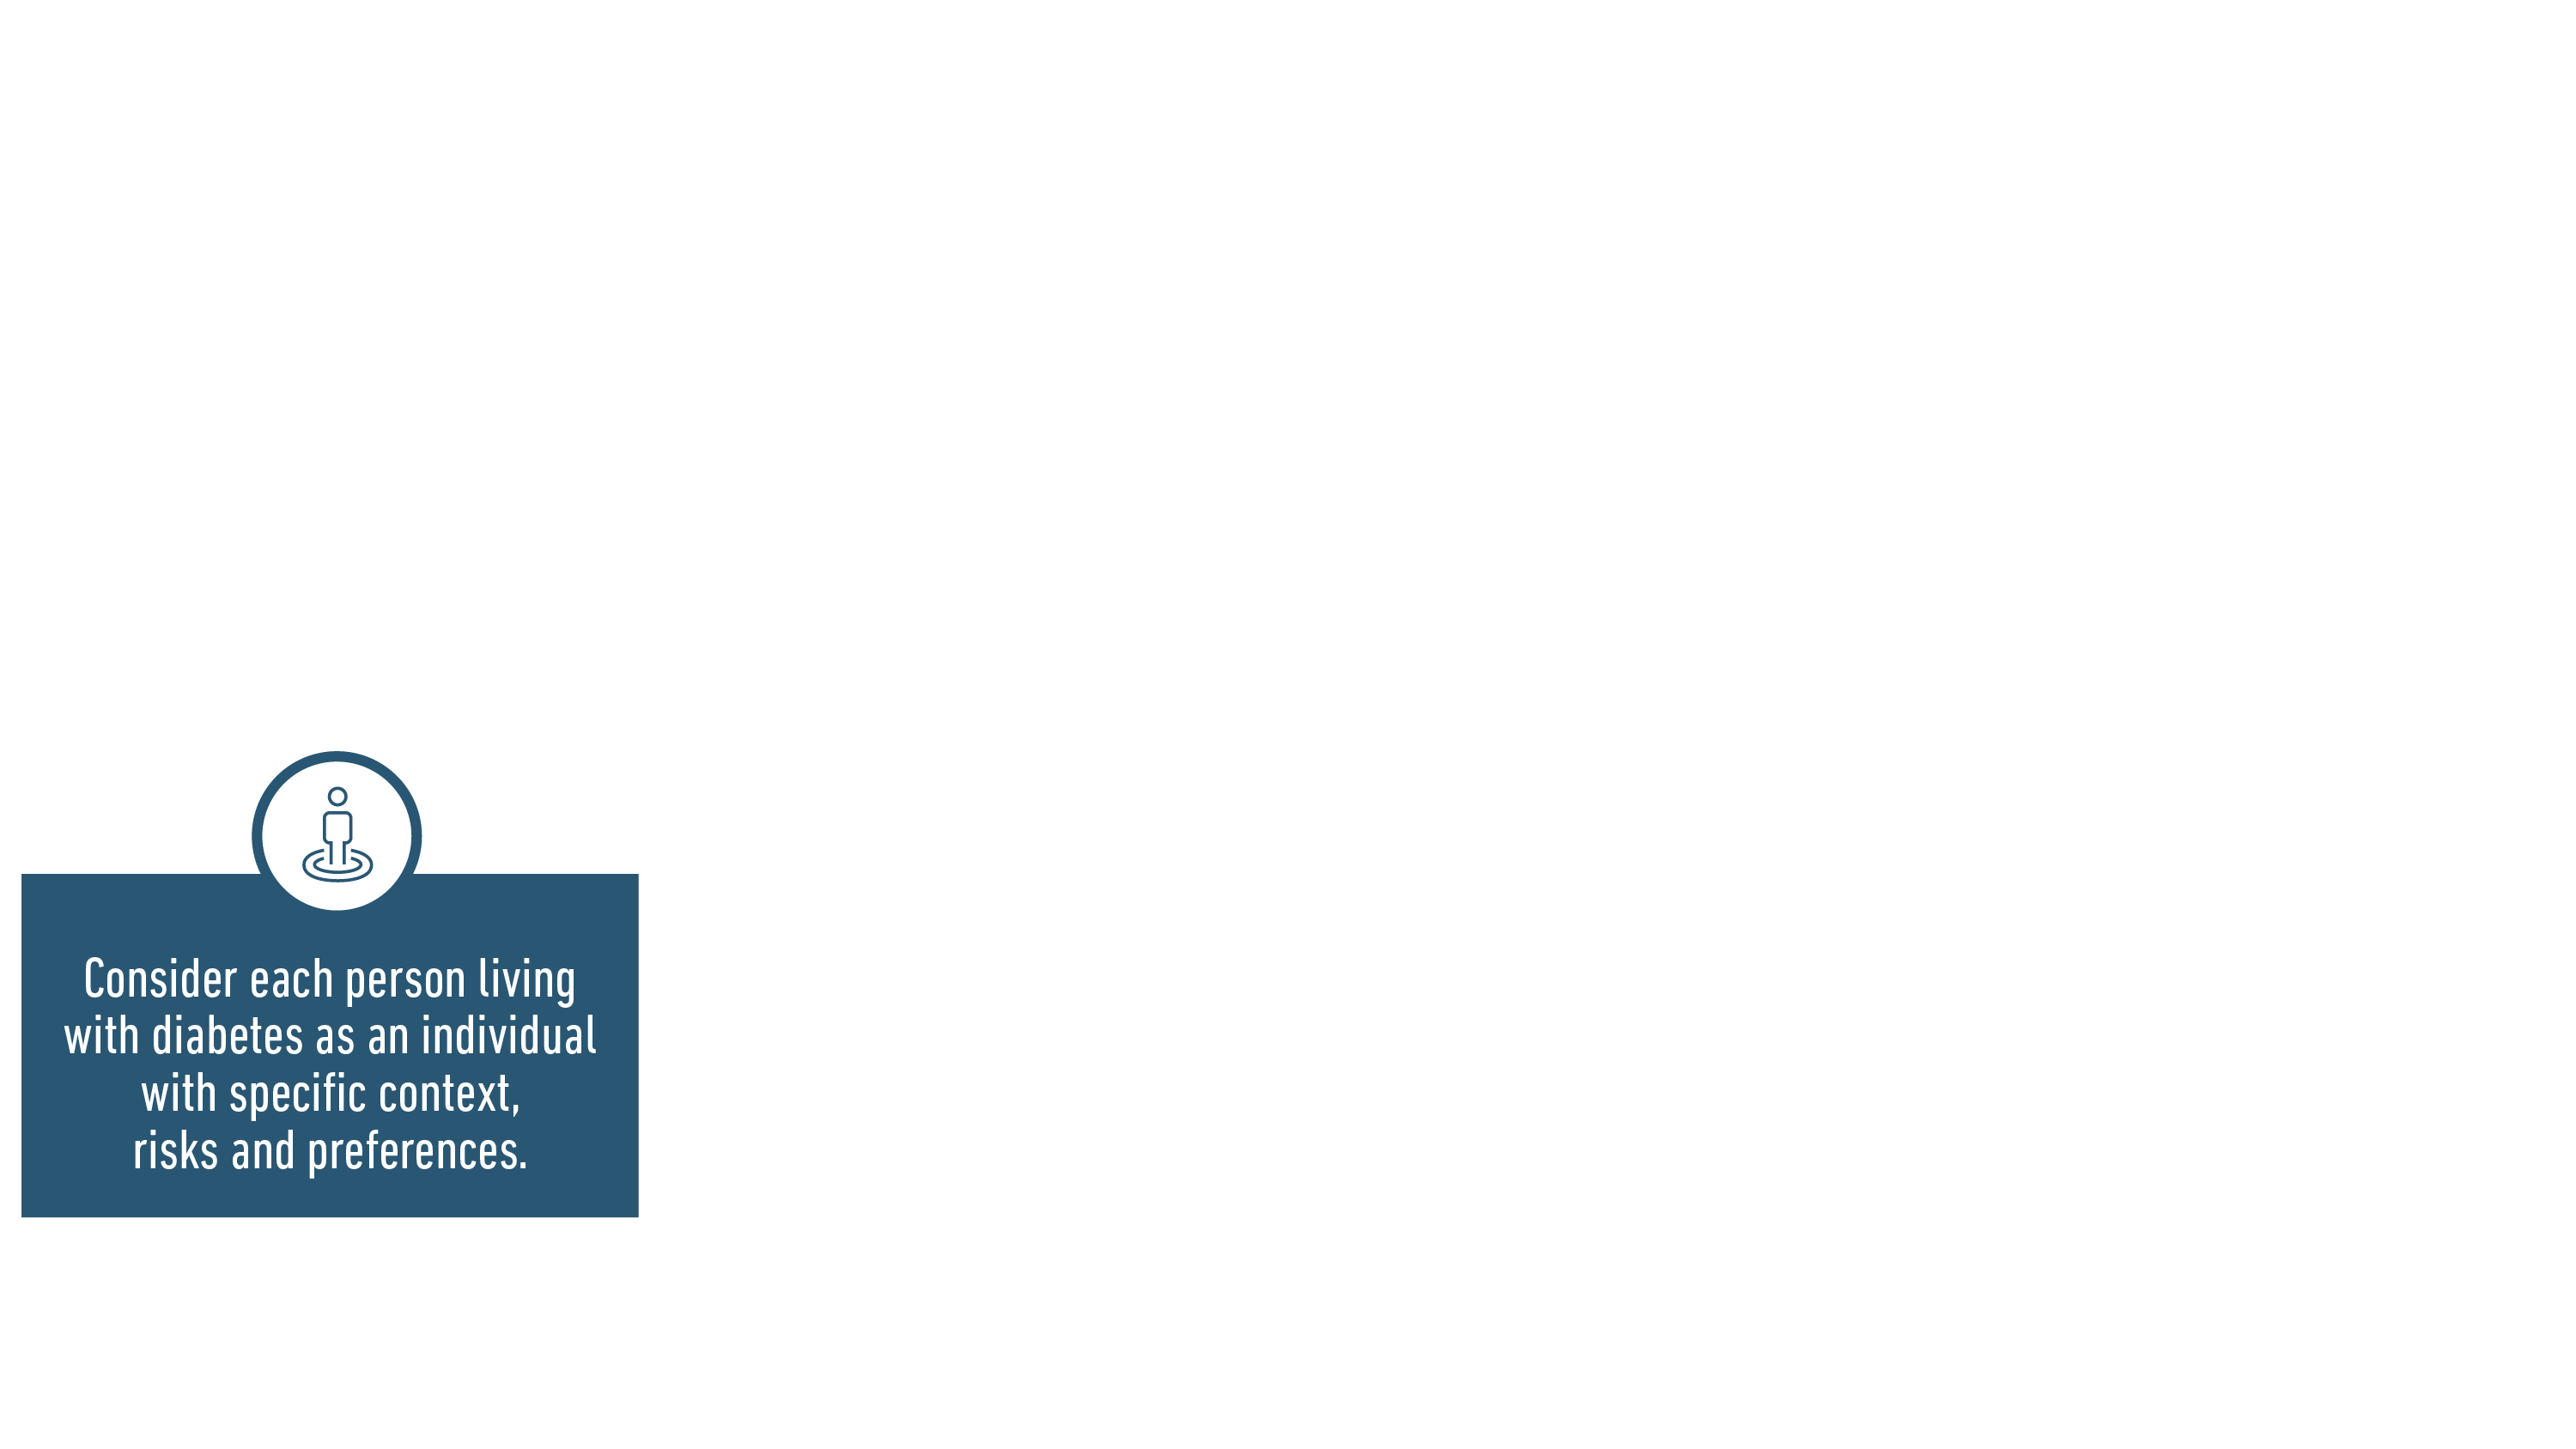 Consider each person living
with diabetes as an individual
with specific context,
risks and preferences.